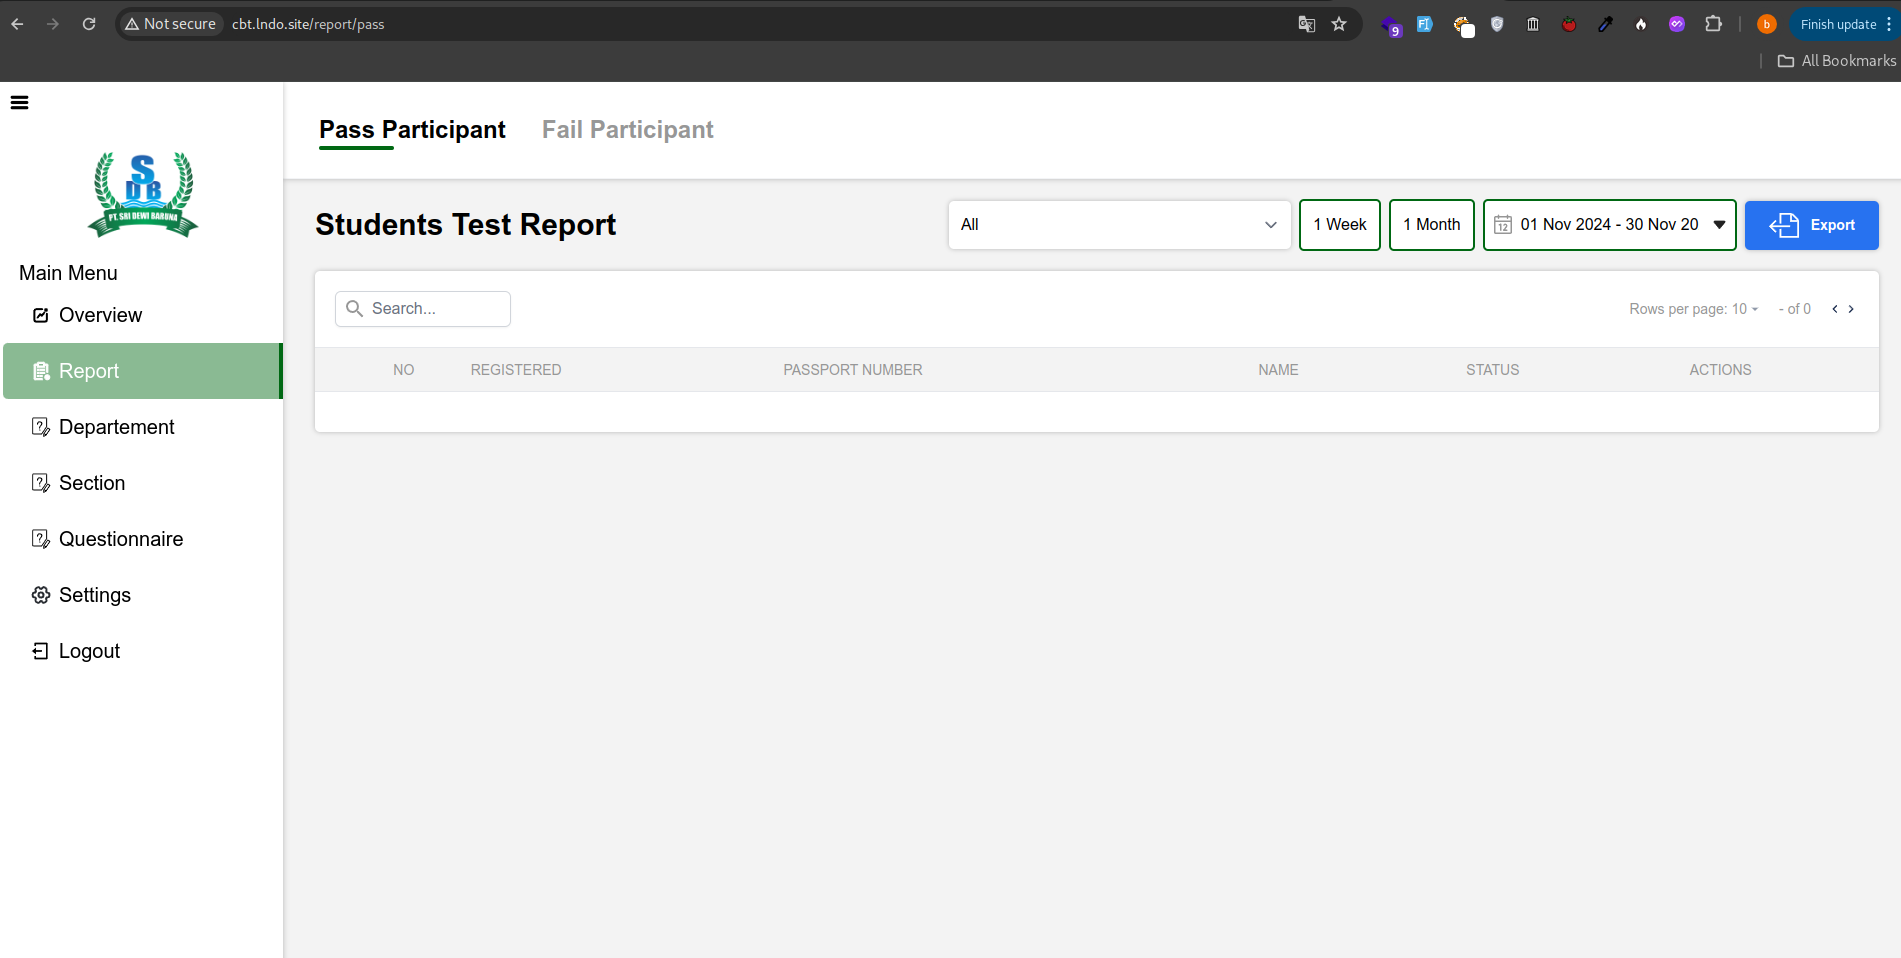 Not secure cbt.lndo.site/report/pass
9
b
Finish update
All Bookmarks
Pass Participant Fail Participant
S
DB
PT. SRI DEWI BARUNA
Students Test Report
All
1 Week
1 Month
12
01 Nov 2024 - 30 Nov 20
Export
Main Menu
Overview
Report
Departement
Section
Questionnaire
Settings
Logout
Search...
Rows per page: 10
- of 0
NO REGISTERED PASSPORT NUMBER NAME STATUS ACTIONS